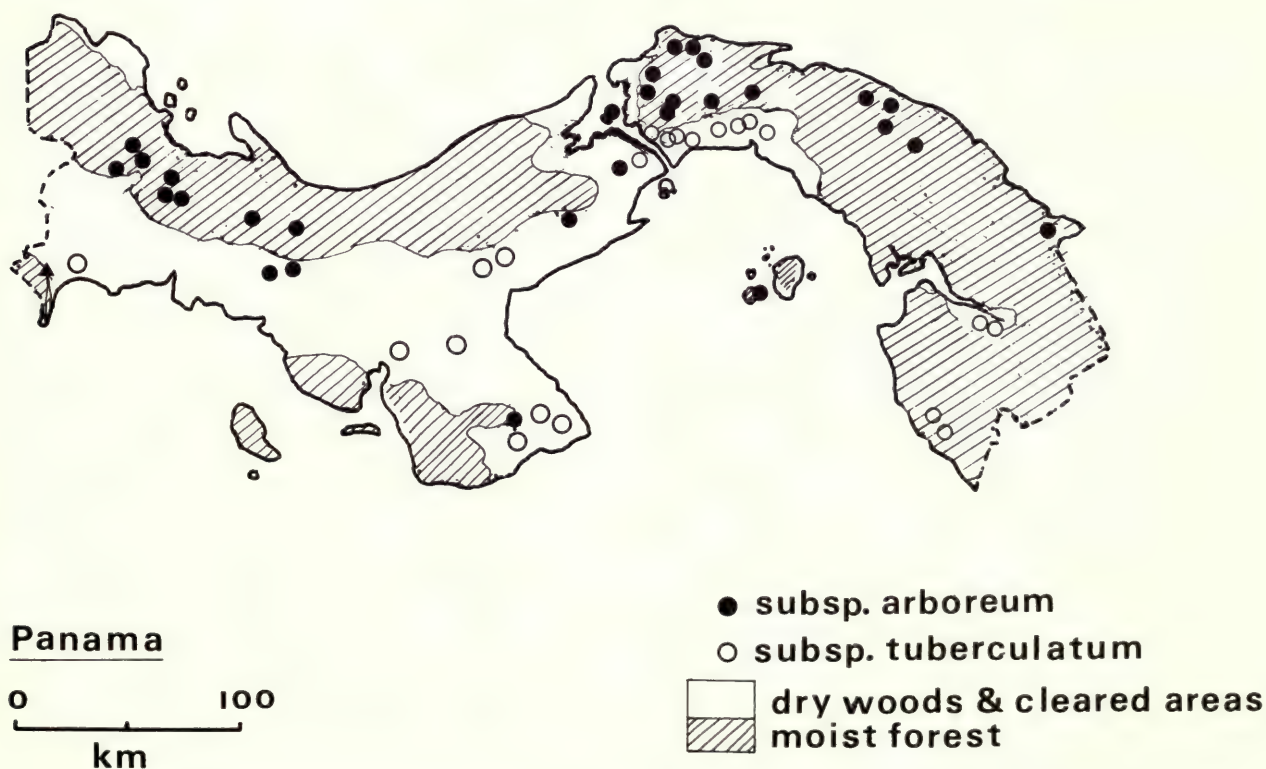 Panama
0 100
km
subsp. arboreum
subsp. tuberculatum
dry woods & cleared areas
moist forest